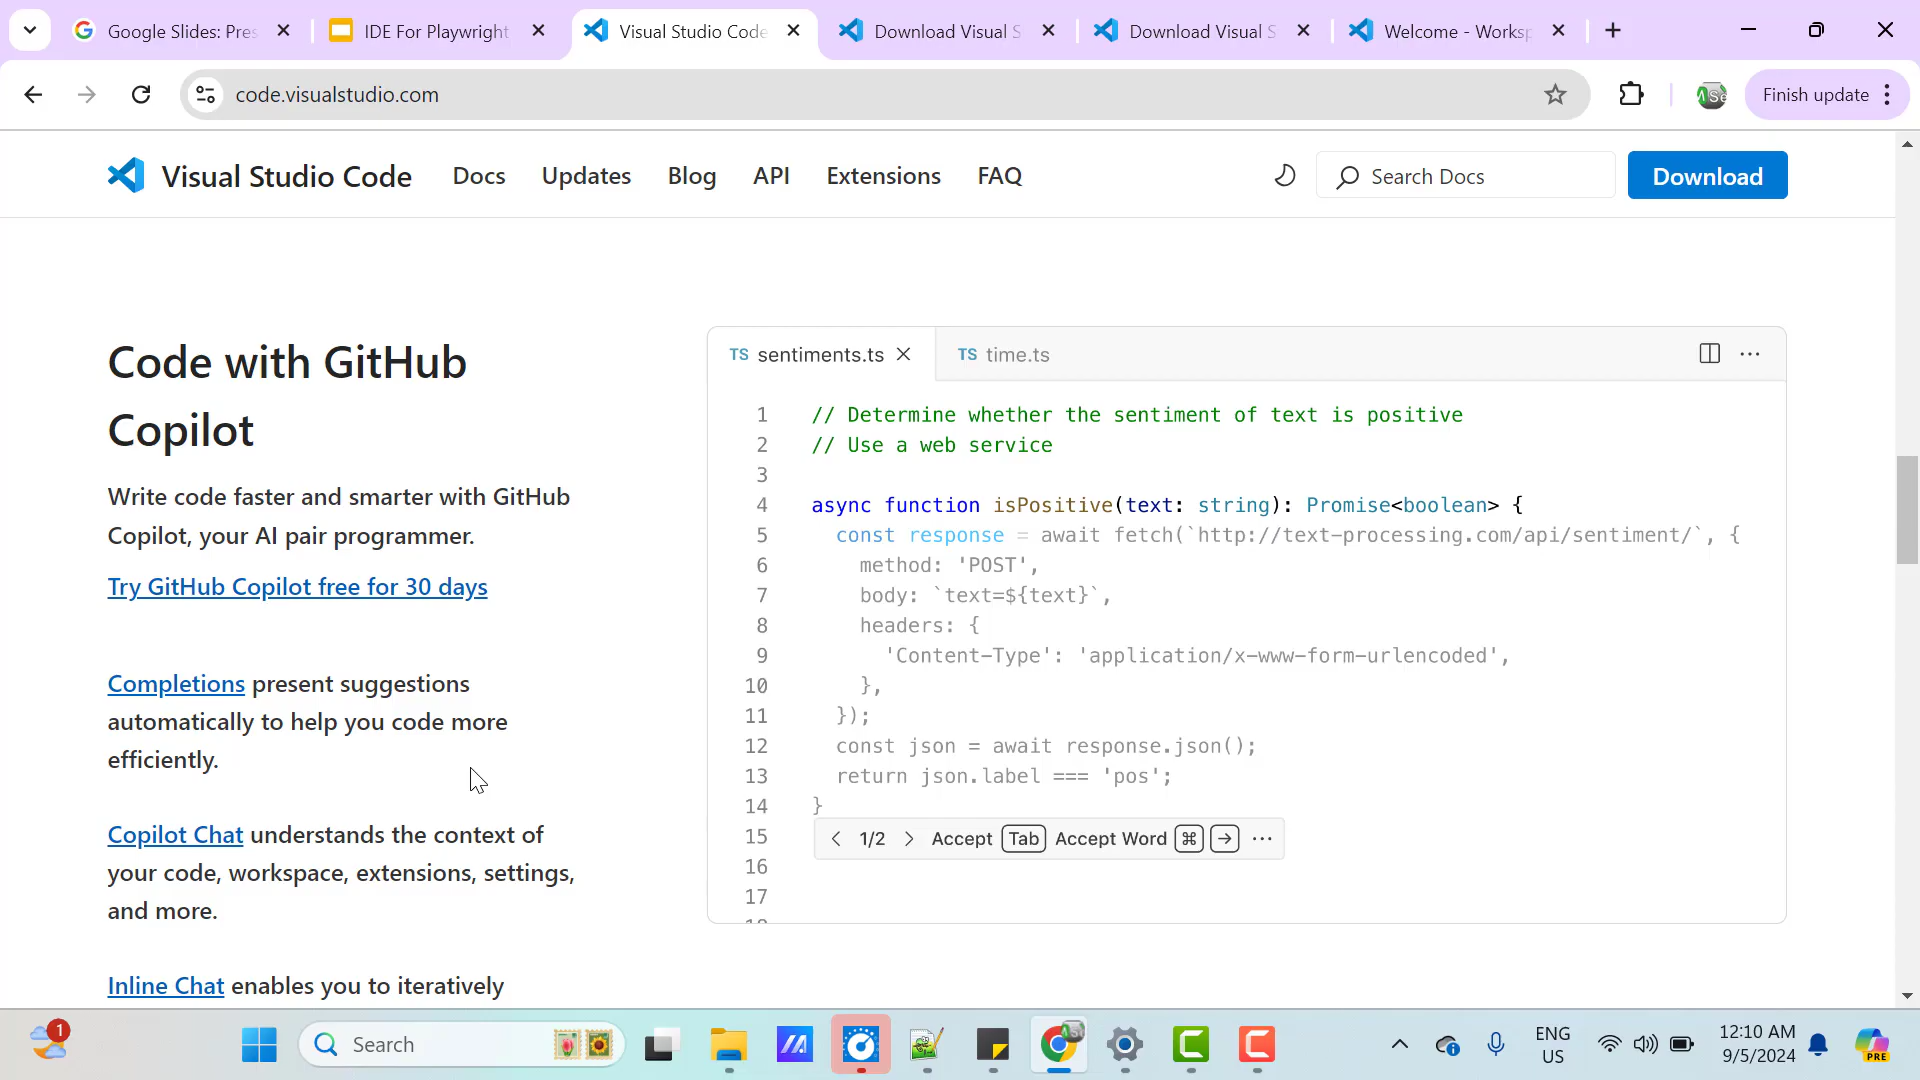 Google Slides: Pres
IDE For Playwright
Visual Studio Code
Download Visual S
Download Visual S
Welcome - Worksp
code.visualstudio.com
Finish update
Visual Studio Code
Docs
Updates
Blog
API
Extensions
FAQ
Search Docs
Download
Code with GitHub
Copilot
Write code faster and smarter with GitHub
Copilot, your AI pair programmer.
Try GitHub Copilot free for 30 days
Completions present suggestions
automatically to help you code more
efficiently.
Copilot Chat understands the context of
your code, workspace, extensions, settings,
and more.
Inline Chat enables you to iteratively
TS sentiments.ts
TS time.ts
1 // Determine whether the sentiment of text is positive
2 // Use a web service
3
4 async function isPositive(text: string): Promise<boolean> {
5 const response = await fetch(`http://text-processing.com/api/sentiment/`, {
6 method: 'POST',
7 body: `text=${text}`,
8 headers: {
9 'Content-Type': 'application/x-www-form-urlencoded',
10 },
11 });
12 const json = await response.json();
13 return json.label === 'pos';
14 }
15
< 1/2 > Accept Tab Accept Word ⌘ → ···
16
17
1
Search
ENG
US
12:10 AM
9/5/2024
PRE